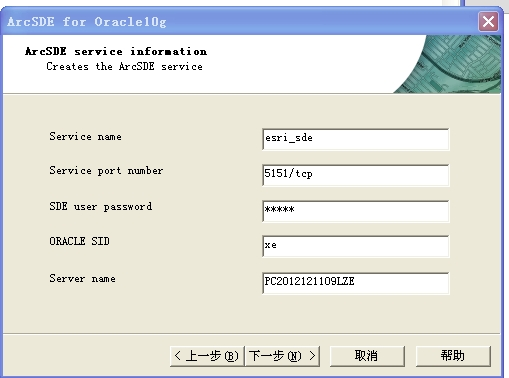 ArcSDE for Oracle10g
ArcSDE service information
Creates the ArcSDE service
Service name
esri_sde
Service port number
5151/tcp
SDE user password
*****
ORACLE SID
xe
Server name
PC2012121109LZE
< 上一步(B) 下一步(N) > 取消 帮助